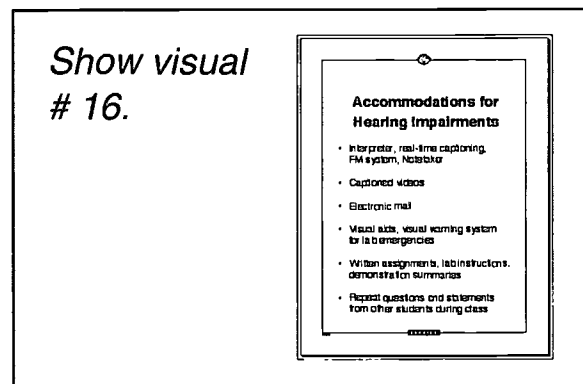 Show visual
# 16.
Accommodations for
Hearing Impairments
• Interpreter, real-time captioning,
FM system, Notetaker
• Captioned videos
• Electronic mail
• Visual aids, visual warning system
for lab emergencies
• Written assignments, lab instructions,
demonstration summaries
• Repeat questions and statements
from other students during class